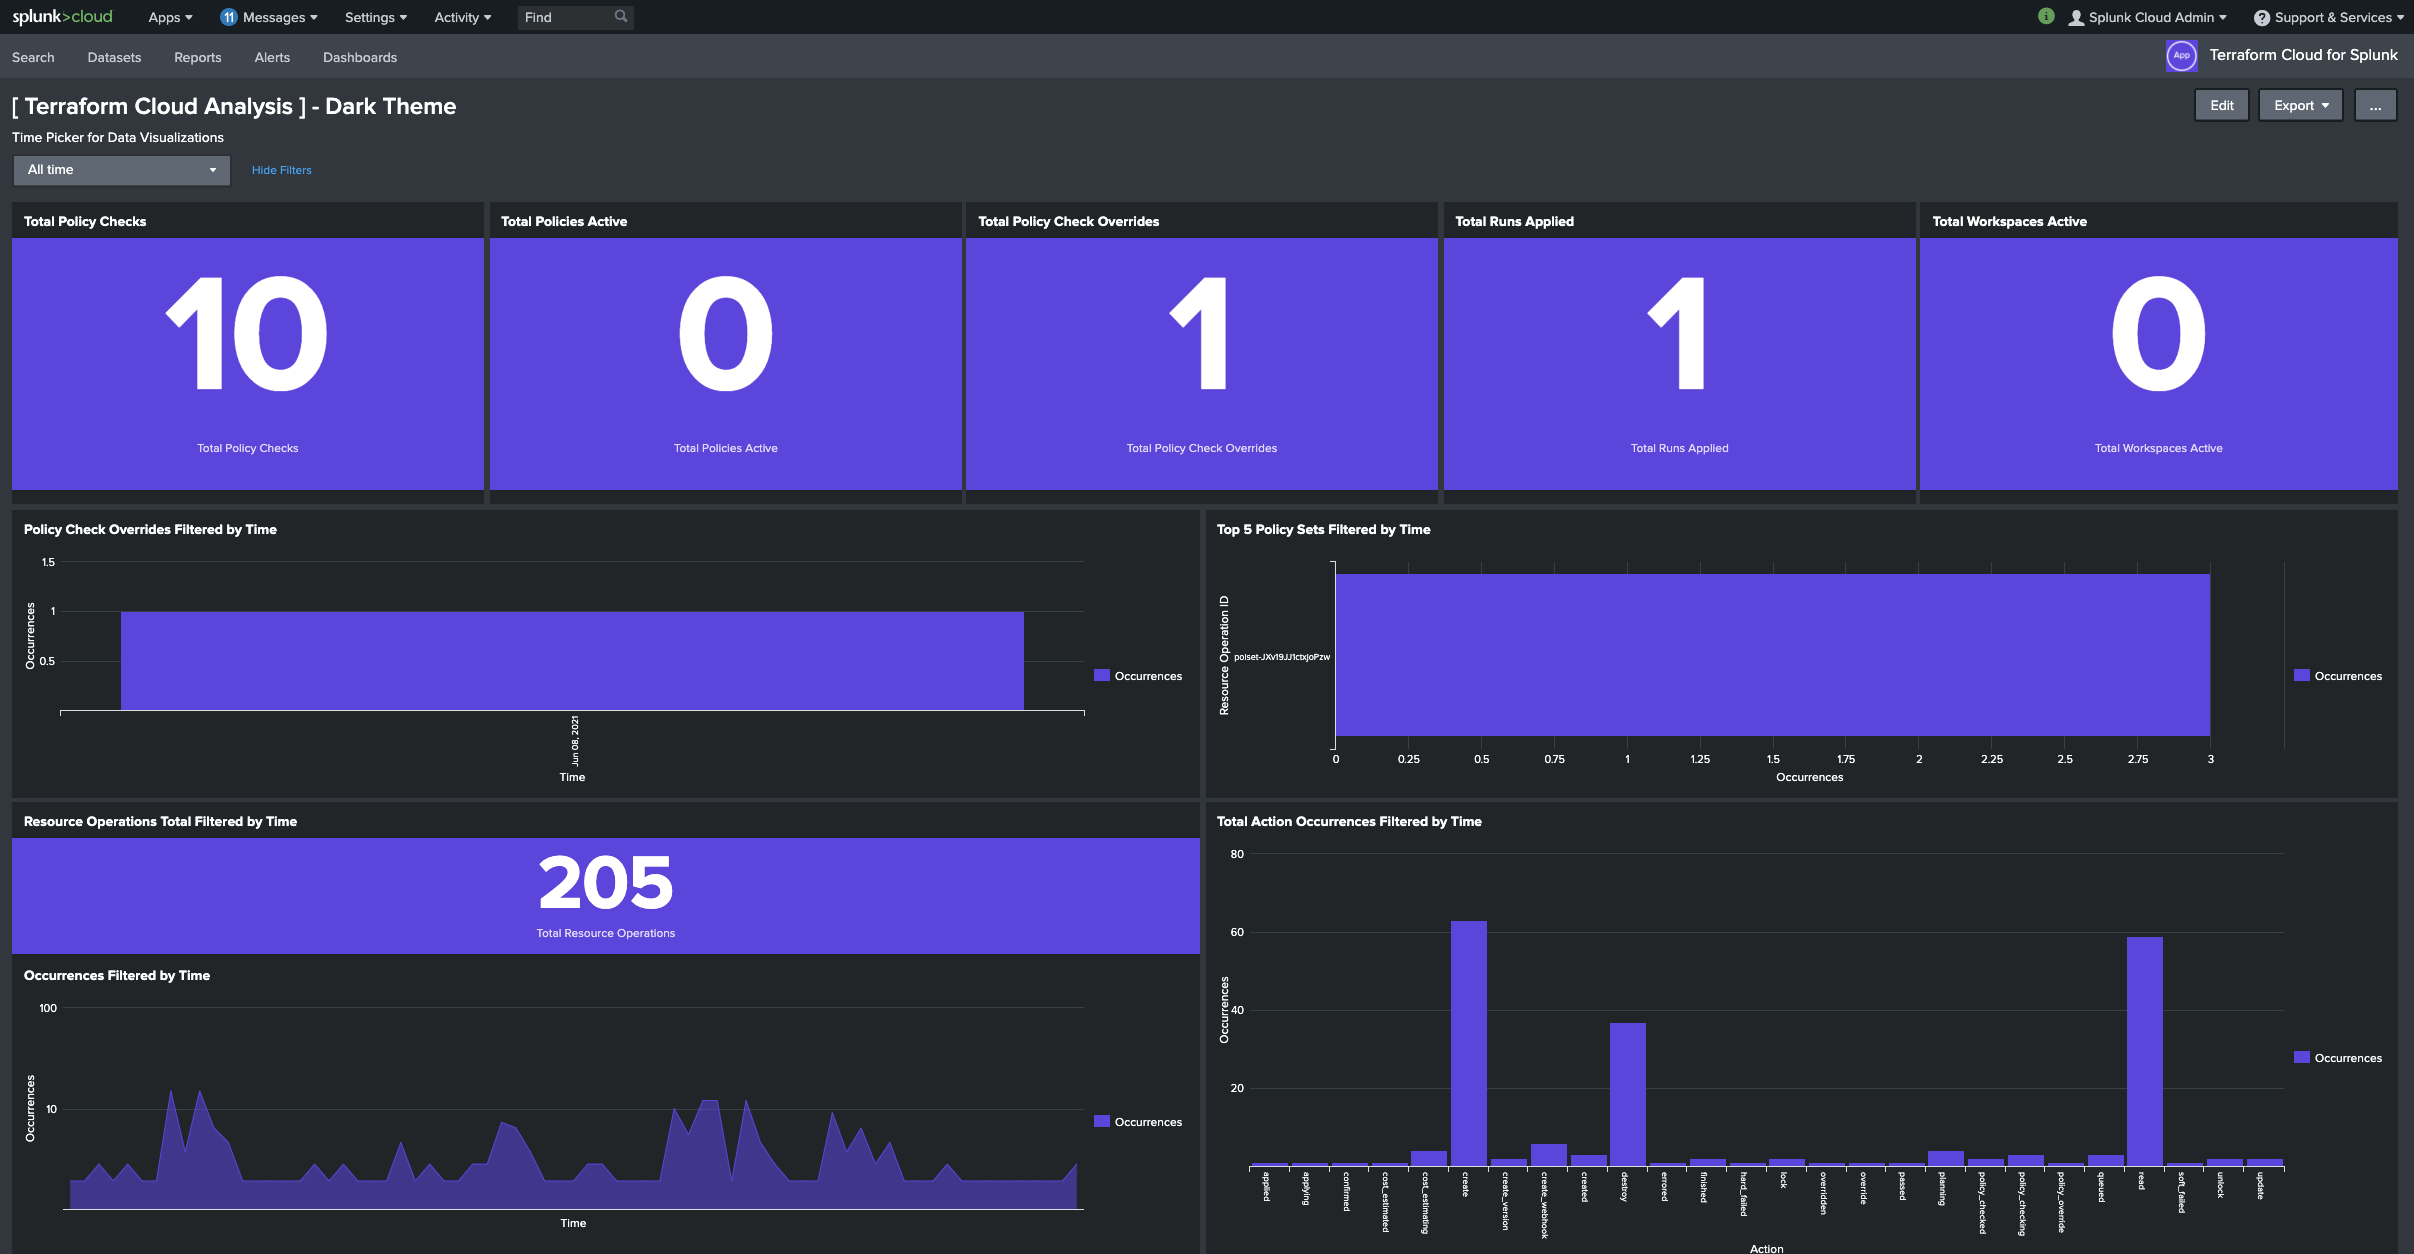 splunk>cloud Apps 11 Messages Settings Activity Find i Splunk Cloud Admin ? Support & Services
Search Datasets Reports Alerts Dashboards App Terraform Cloud for Splunk
[ Terraform Cloud Analysis ] - Dark Theme
Edit Export ...
Time Picker for Data Visualizations
All time Hide Filters
Total Policy Checks
10
Total Policy Checks
Total Policies Active
0
Total Policies Active
Total Policy Check Overrides
1
Total Policy Check Overrides
Total Runs Applied
1
Total Runs Applied
Total Workspaces Active
0
Total Workspaces Active
Policy Check Overrides Filtered by Time
1.5
1
0.5
Occurrences
Jun 08, 2021
Time
Occurrences
Top 5 Policy Sets Filtered by Time
Resource Operation ID
polset-JXv19JJ1ctxjoPzw
0 0.25 0.5 0.75 1 1.25 1.5 1.75 2 2.25 2.5 2.75 3
Occurrences
Occurrences
Resource Operations Total Filtered by Time
205
Total Resource Operations
Occurrences Filtered by Time
100
10
Occurrences
Time
Occurrences
Total Action Occurrences Filtered by Time
80
60
40
20
Occurrences
applied
applying
confirmed
cost_estimated
cost_estimating
create
create_version
create_webhook
created
destroy
errored
finished
hard_failed
lock
overridden
override
passed
planning
policy_checked
policy_checking
policy_override
queued
read
soft_failed
unlock
update
Action
Occurrences